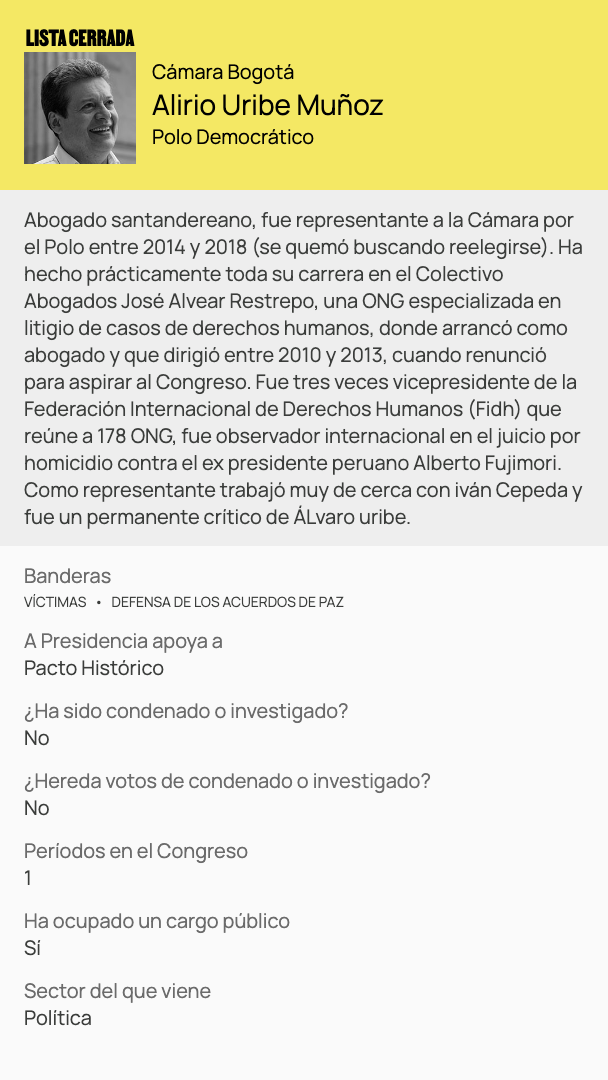 LISTA CERRADA
Cámara Bogotá
Alirio Uribe Muñoz
Polo Democrático
Abogado santandereano, fue representante a la Cámara por
el Polo entre 2014 y 2018 (se quemó buscando reelegirse). Ha
hecho prácticamente toda su carrera en el Colectivo
Abogados José Alvear Restrepo, una ONG especializada en
litigio de casos de derechos humanos, donde arrancó como
abogado y que dirigió entre 2010 y 2013, cuando renunció
para aspirar al Congreso. Fue tres veces vicepresidente de la
Federación Internacional de Derechos Humanos (Fidh) que
reúne a 178 ONG, fue observador internacional en el juicio por
homicidio contra el ex presidente peruano Alberto Fujimori.
Como representante trabajó muy de cerca con iván Cepeda y
fue un permanente crítico de ÁLvaro uribe.
Banderas
VÍCTIMAS • DEFENSA DE LOS ACUERDOS DE PAZ
A Presidencia apoya a
Pacto Histórico
¿Ha sido condenado o investigado?
No
¿Hereda votos de condenado o investigado?
No
Períodos en el Congreso
1
Ha ocupado un cargo público
Sí
Sector del que viene
Política